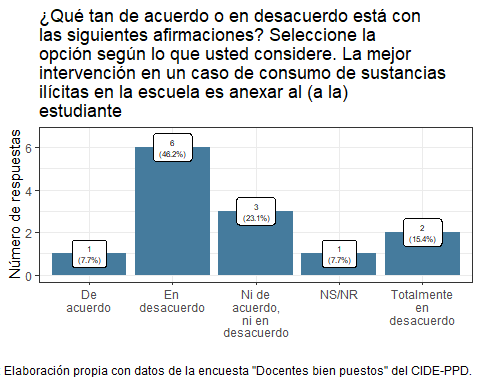 ¿Qué tan de acuerdo o en desacuerdo está con
las siguientes afirmaciones? Seleccione la
opción según lo que usted considere. La mejor
intervención en un caso de consumo de sustancias
ilícitas en la escuela es anexar al (a la)
estudiante
Número de respuestas
6
4
2
0
1
(7.7%)
6
(46.2%)
3
(23.1%)
1
(7.7%)
2
(15.4%)
De
acuerdo
En
desacuerdo
Ni de
acuerdo,
ni en
desacuerdo
NS/NR
Totalmente
en
desacuerdo
Elaboración propia con datos de la encuesta "Docentes bien puestos" del CIDE-PPD.